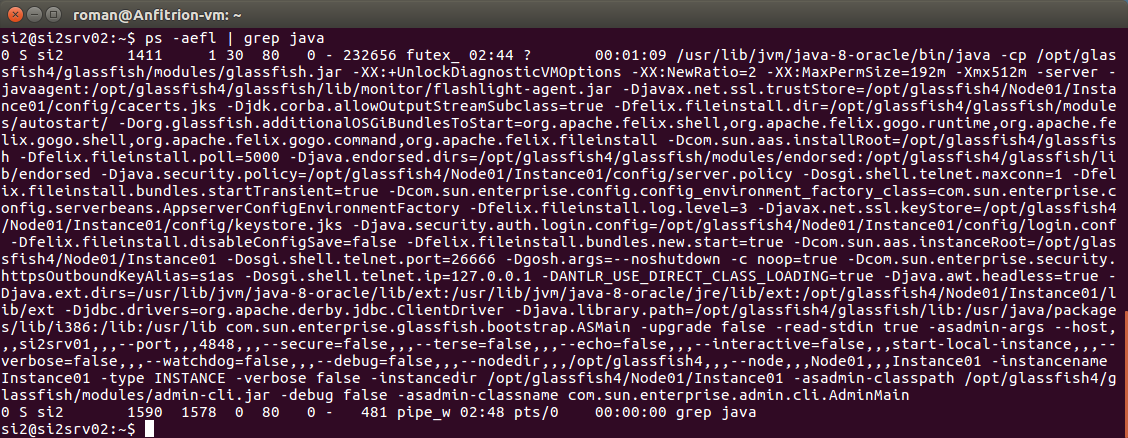 roman@Anfitrion-vm: ~
si2@si2srv02:~$ ps -aefl | grep java
0 S si2       1411     1 30  80   0 - 232656 futex_ 02:44 ?      00:01:09 /usr/lib/jvm/java-8-oracle/bin/java -cp /opt/glas
sfish4/glassfish/modules/glassfish.jar -XX:+UnlockDiagnosticVMOptions -XX:NewRatio=2 -XX:MaxPermSize=192m -Xmx512m -server -
javaagent:/opt/glassfish4/glassfish/lib/monitor/flashlight-agent.jar -Djavax.net.ssl.trustStore=/opt/glassfish4/Node01/Insta
nce01/config/cacerts.jks -Djdk.corba.allowOutputStreamSubclass=true -Dfelix.fileinstall.dir=/opt/glassfish4/glassfish/module
s/autostart/ -Dorg.glassfish.additionalOSGiBundlesToStart=org.apache.felix.shell,org.apache.felix.gogo.runtime,org.apache.fe
lix.gogo.shell,org.apache.felix.gogo.command,org.apache.felix.fileinstall -Dcom.sun.aas.installRoot=/opt/glassfish4/glassfis
h -Dfelix.fileinstall.poll=5000 -Djava.endorsed.dirs=/opt/glassfish4/glassfish/modules/endorsed:/opt/glassfish4/glassfish/li
b/endorsed -Djava.security.policy=/opt/glassfish4/Node01/Instance01/config/server.policy -Dosgi.shell.telnet.maxconn=1 -Dfel
ix.fileinstall.bundles.startTransient=true -Dcom.sun.enterprise.config.config_environment_factory_class=com.sun.enterprise.c
onfig.serverbeans.AppserverConfigEnvironmentFactory -Dfelix.fileinstall.log.level=3 -Djavax.net.ssl.keyStore=/opt/glassfish4
/Node01/Instance01/config/keystore.jks -Djava.security.auth.login.config=/opt/glassfish4/Node01/Instance01/config/login.conf
 -Dfelix.fileinstall.disableConfigSave=false -Dfelix.fileinstall.bundles.new.start=true -Dcom.sun.aas.instanceRoot=/opt/glas
sfish4/Node01/Instance01 -Dosgi.shell.telnet.port=26666 -Dgosh.args=--noshutdown -c noop=true -Dcom.sun.enterprise.security.
httpsOutboundKeyAlias=s1as -Dosgi.shell.telnet.ip=127.0.0.1 -DANTLR_USE_DIRECT_CLASS_LOADING=true -Djava.awt.headless=true -
Djava.ext.dirs=/usr/lib/jvm/java-8-oracle/lib/ext:/usr/lib/jvm/java-8-oracle/jre/lib/ext:/opt/glassfish4/Node01/Instance01/l
ib/ext -Djdbc.drivers=org.apache.derby.jdbc.ClientDriver -Djava.library.path=/opt/glassfish4/glassfish/lib:/usr/java/package
s/lib/i386:/lib:/usr/lib com.sun.enterprise.glassfish.bootstrap.ASMain -upgrade false -read-stdin true -asadmin-args --host,
,,si2srv01,,,--port,,,4848,,,--secure=false,,,--terse=false,,,--echo=false,,,--interactive=false,,,start-local-instance,,,--
verbose=false,,,--watchdog=false,,,--debug=false,,,--nodedir,,,/opt/glassfish4,,,--node,,,Node01,,,Instance01 -instancename
Instance01 -type INSTANCE -verbose false -instancedir /opt/glassfish4/Node01/Instance01 -asadmin-classpath /opt/glassfish4/g
lassfish/modules/admin-cli.jar -debug false -asadmin-classname com.sun.enterprise.admin.cli.AdminMain
0 S si2       1590  1578  0  80   0 -   481 pipe_w 02:48 pts/0    00:00:00 grep java
si2@si2srv02:~$